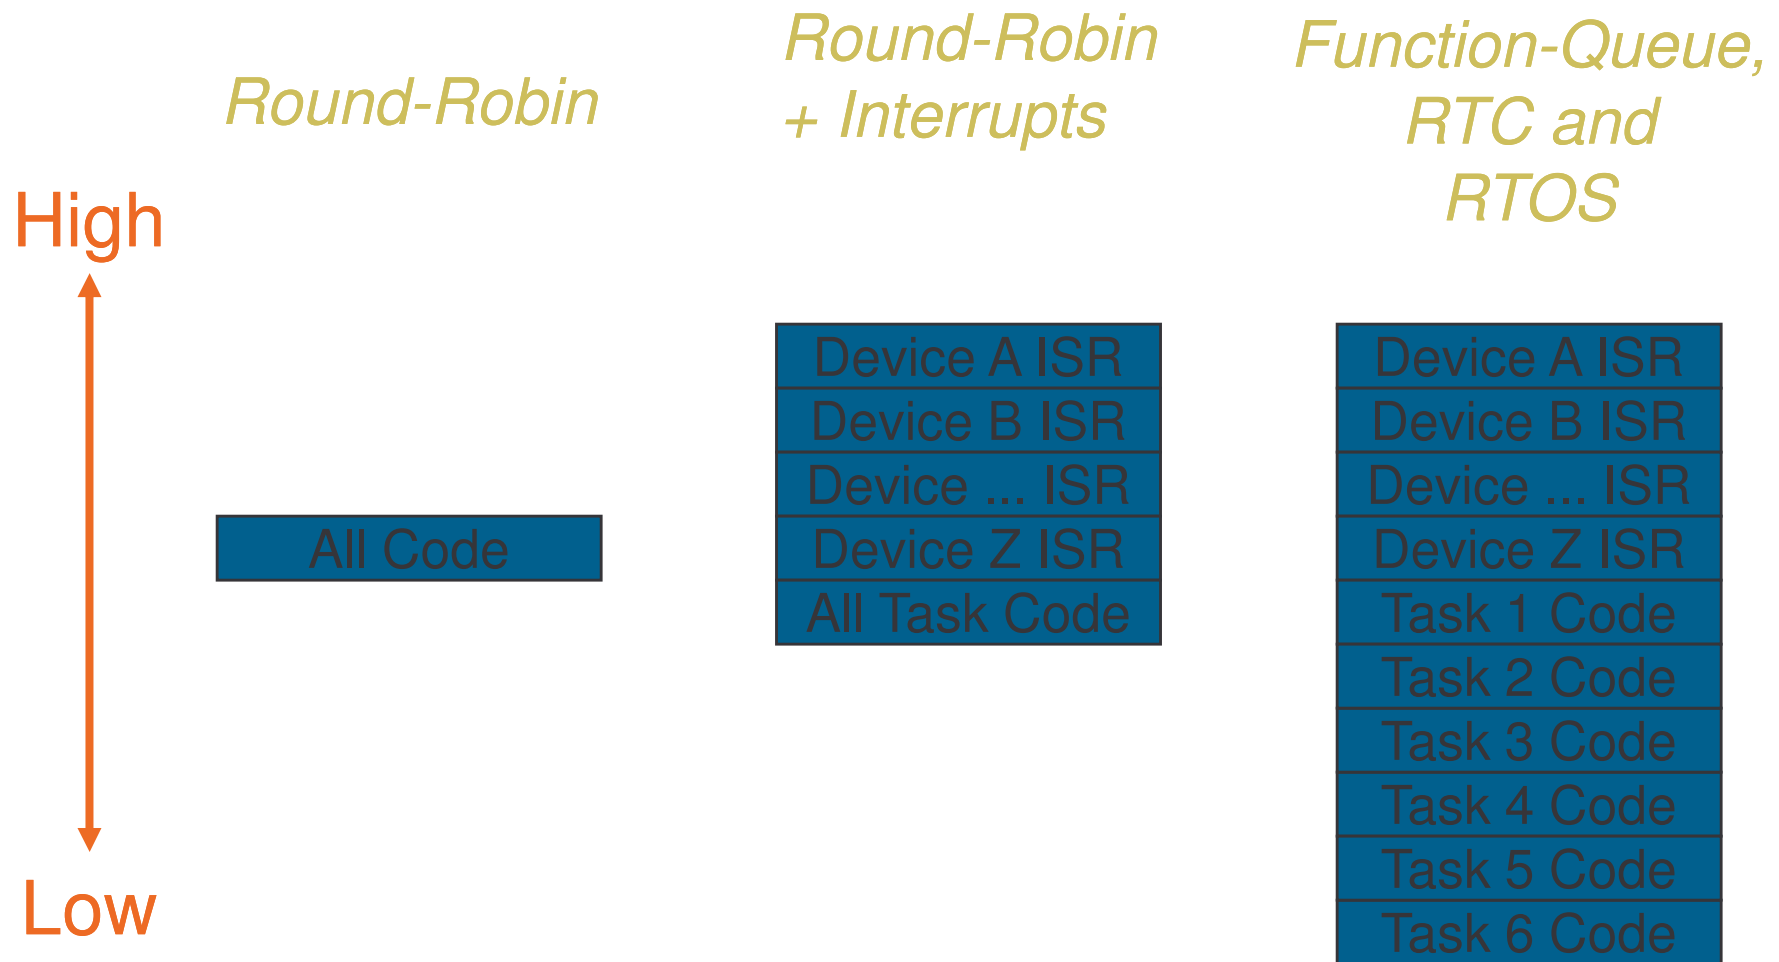 Round-Robin
Round-Robin
+ Interrupts
Function-Queue,
RTC and
RTOS
High
Low
All Code
Device A ISR
Device B ISR
Device ... ISR
Device Z ISR
All Task Code
Device A ISR
Device B ISR
Device ... ISR
Device Z ISR
Task 1 Code
Task 2 Code
Task 3 Code
Task 4 Code
Task 5 Code
Task 6 Code